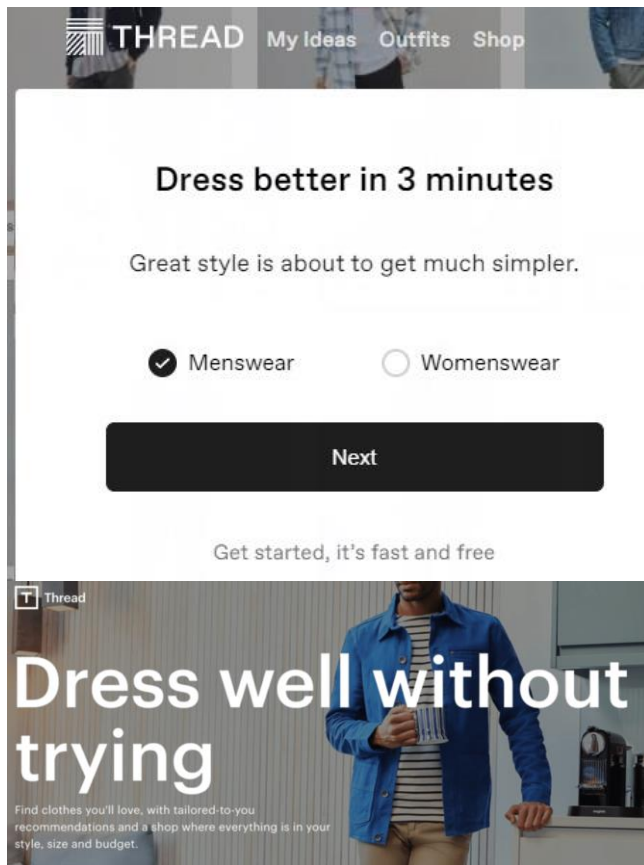 THREAD My Ideas Outfits Shop
Dress better in 3 minutes
Great style is about to get much simpler.
Menswear Womenswear
Next
Get started, it's fast and free
T Thread
Dress well without
trying
Find clothes you'll love, with tailored-to-you
recommendations and a shop where everything is in your
style, size and budget.